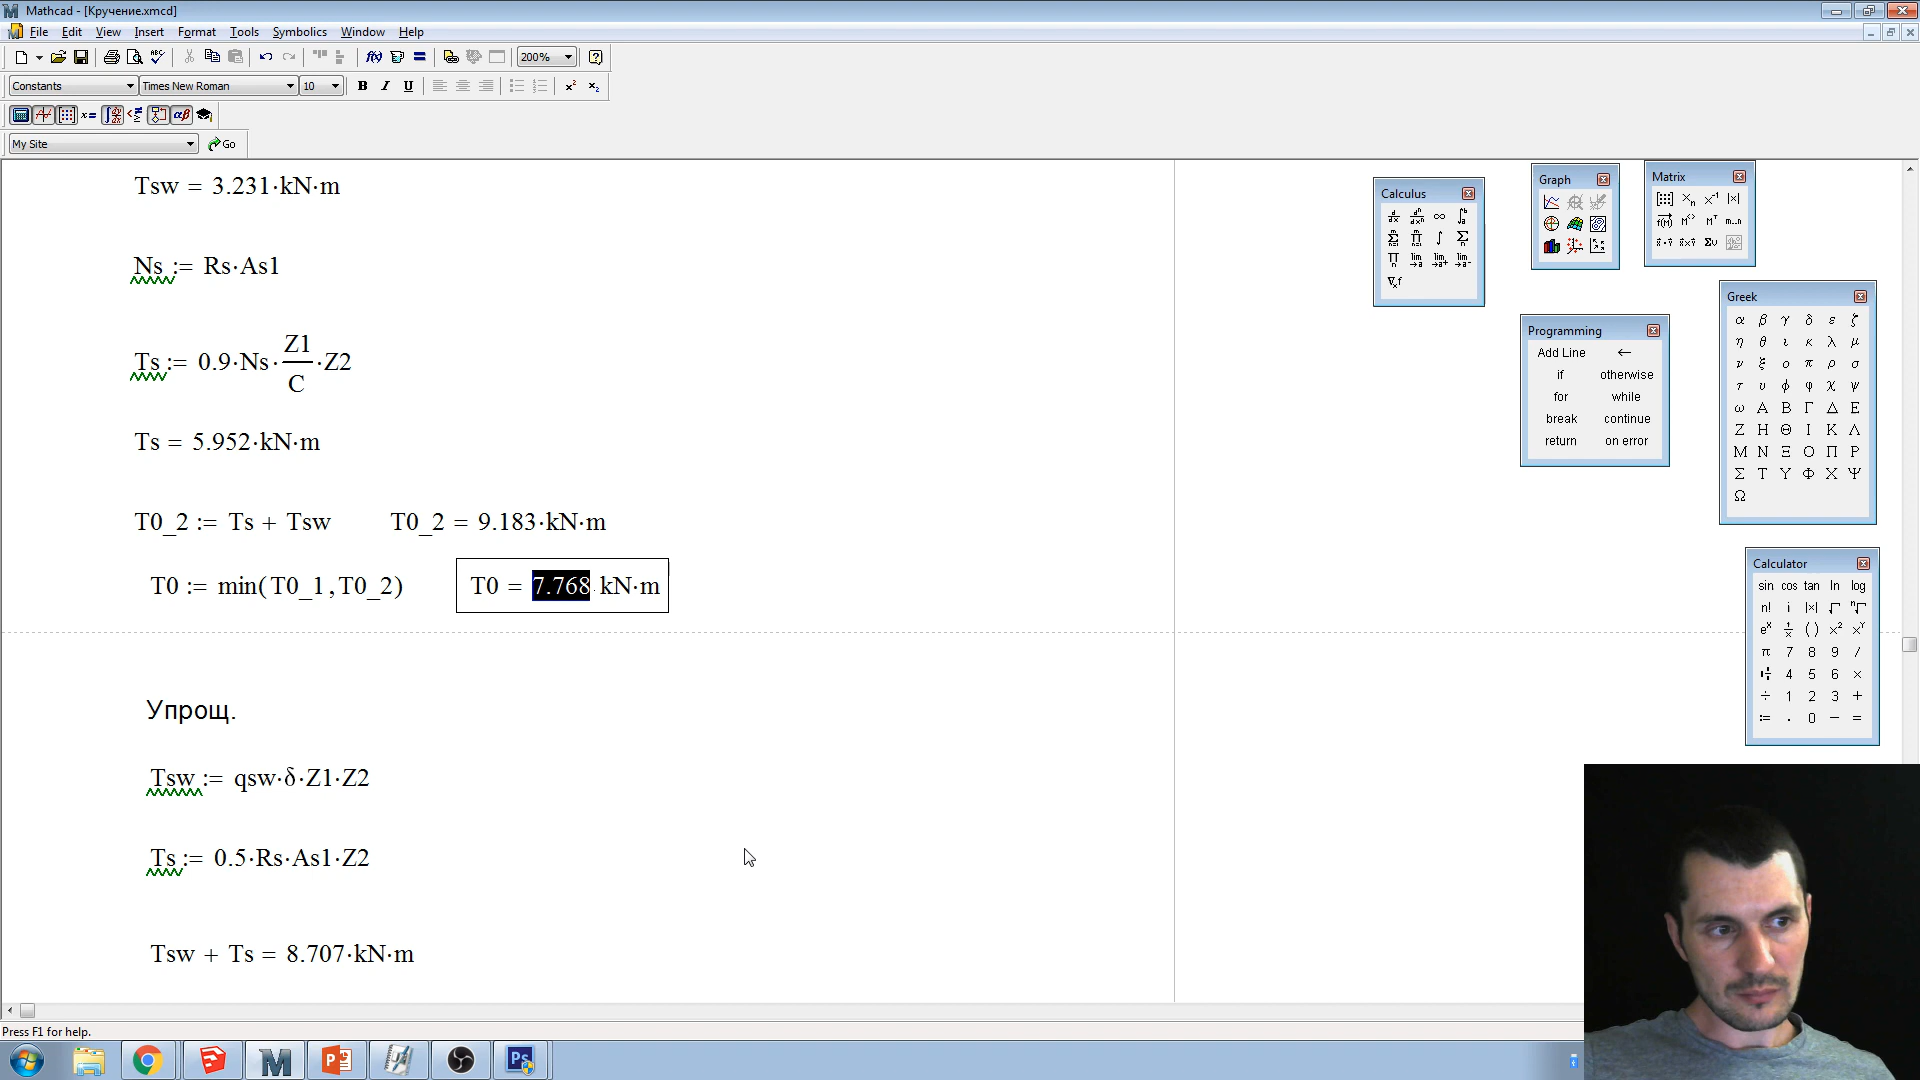 Mathcad - [Кручение.xmcd]
File Edit View Insert Format Tools Symbolics Window Help
200%
Constants Times New Roman 10 B I U
My Site Go
Tsw = 3.231·kN·m
Ns := Rs·As1
Ts := 0.9·Ns·Z1/C·Z2
Ts = 5.952·kN·m
T0_2 := Ts + Tsw T0_2 = 9.183·kN·m
T0 := min(T0_1,T0_2) T0 = 7.768·kN·m
Упрощ.
Tsw := qsw·δ·Z1·Z2
Ts := 0.5·Rs·As1·Z2
Tsw + Ts = 8.707·kN·m
Calculus
Graph
Matrix
Programming
Add Line ←
if otherwise
for while
break continue
return on error
Greek
α β γ δ ε ζ
η θ ι κ λ μ
ν ξ ο π ρ σ
τ υ φ φ χ ψ
ω Α Β Γ Δ Ε
Ζ Η Θ Ι Κ Λ
Μ Ν Ξ Ο Π Ρ
Σ Τ Υ Φ Χ Ψ
Ω
Calculator
sin cos tan ln log
n! i |×| √ ⁿ√
eˣ 1/x ( ) x² xʸ
π 7 8 9 /
4 5 6 ×
÷ 1 2 3 +
:= . 0 − =
Press F1 for help.
Ps